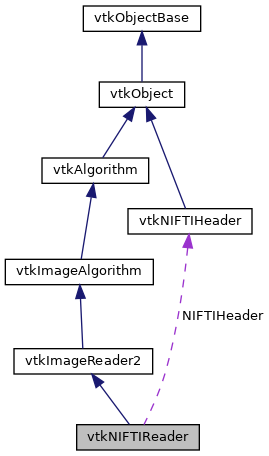 vtkObjectBase
vtkObject
vtkAlgorithm
vtkNIFTIHeader
vtkImageAlgorithm
NIFTIHeader
vtkImageReader2
vtkNIFTIReader